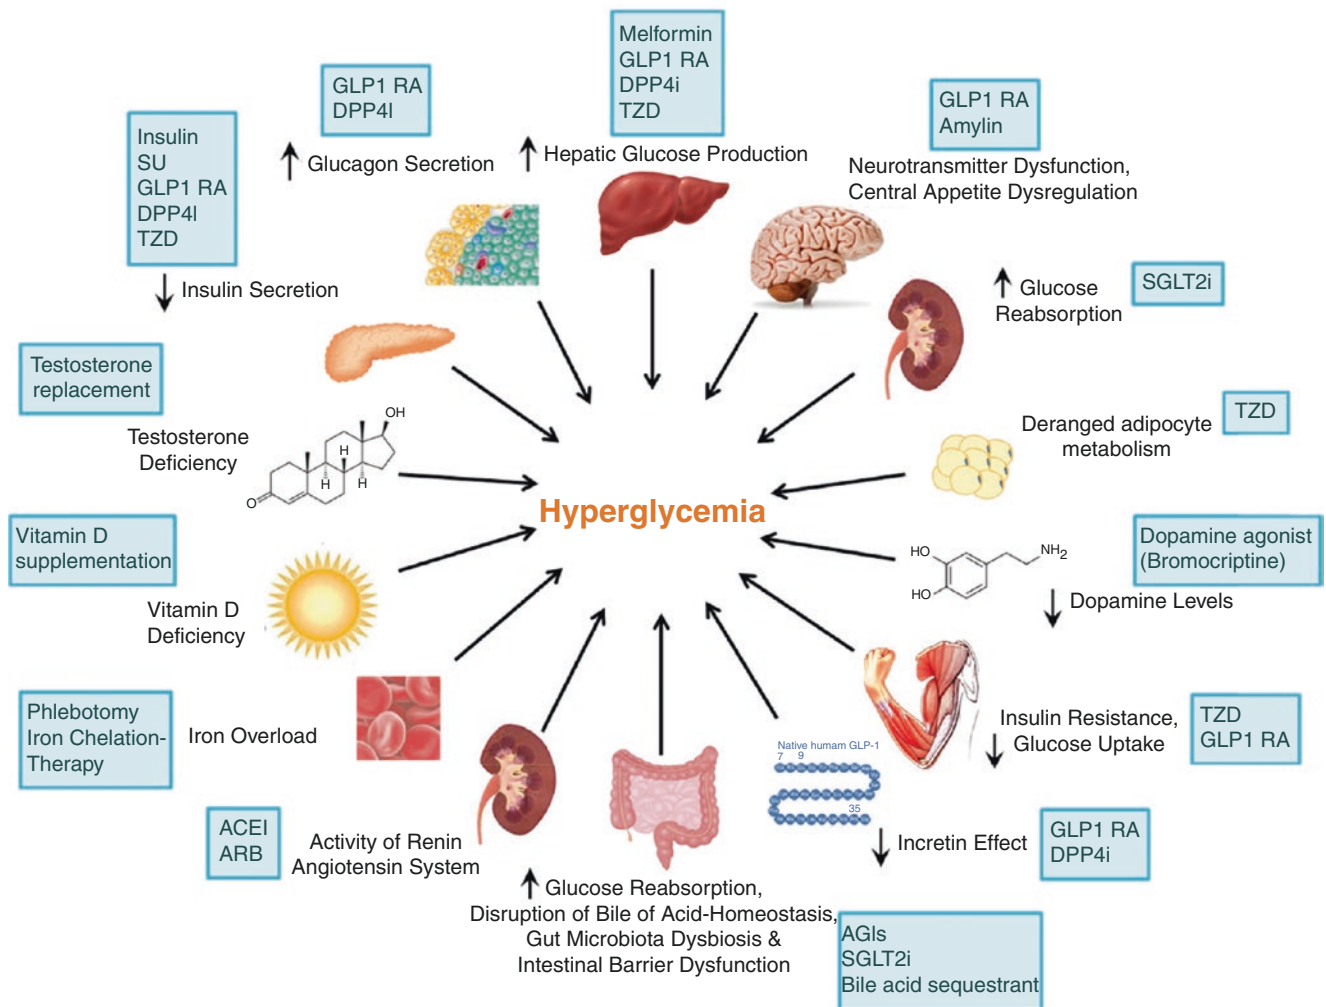 Melformin
GLP1 RA
DPP4i
TZD
↑ Hepatic Glucose Production
GLP1 RA
DPP4l
↑ Glucagon Secretion
Insulin
SU
GLP1 RA
DPP4l
TZD
↓ Insulin Secretion
GLP1 RA
Amylin
Neurotransmitter Dysfunction,
Central Appetite Dysregulation
↑ Glucose
Reabsorption
SGLT2i
Testosterone
replacement
Testosterone
Deficiency
OH
H
H
H
O
Deranged adipocyte
metabolism
TZD
Hyperglycemia
Vitamin D
supplementation
Vitamin D
Deficiency
HO
HO
NH2
Dopamine agonist
(Bromocriptine)
↓ Dopamine Levels
Phlebotomy
Iron Chelation-
Therapy
Iron Overload
Insulin Resistance,
↓ Glucose Uptake
TZD
GLP1 RA
Native human GLP-1
7 9
35
↓ Incretin Effect
GLP1 RA
DPP4i
ACEI
ARB
Activity of Renin
Angiotensin System
↑ Glucose Reabsorption,
Disruption of Bile of Acid-Homeostasis,
Gut Microbiota Dysbiosis &
Intestinal Barrier Dysfunction
AGls
SGLT2i
Bile acid sequestrant